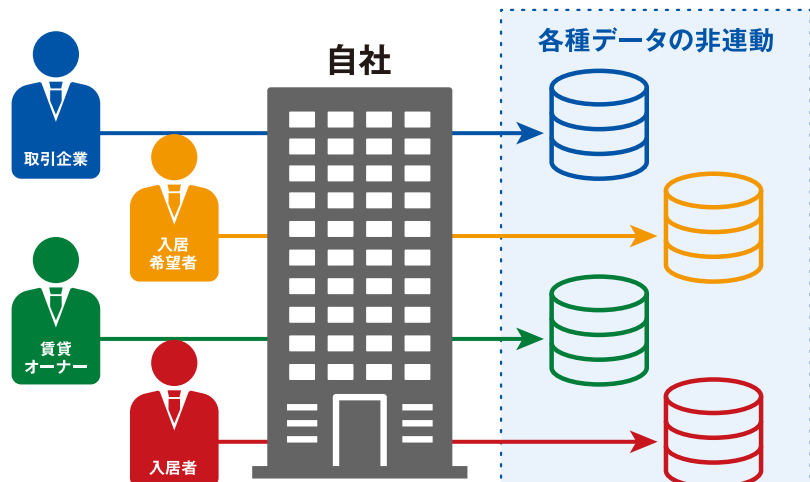 自社
各種データの非連動
取引企業
入居
希望者
賃貸
オーナー
入居者